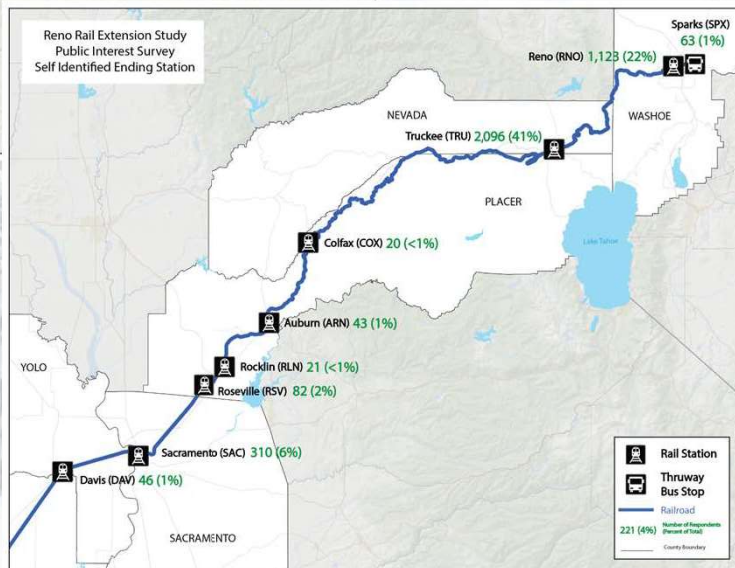 Reno Rail Extension Study
Public Interest Survey
Self Identified Ending Station
Sparks (SPX)
63 (1%)
Reno (RNO) 1,123 (22%)
NEVADA
WASHOE
Truckee (TRU) 2,096 (41%)
PLACER
Colfax (COX) 20 (<1%)
Lake Tahoe
Auburn (ARN) 43 (1%)
Rocklin (RLN) 21 (<1%)
YOLO
Roseville (RSV) 82 (2%)
Sacramento (SAC) 310 (6%)
Davis (DAV) 46 (1%)
SACRAMENTO
Rail Station
Thruway
Bus Stop
Railroad
221 (4%) Number of Respondents
(Percent of Total)
County Boundary